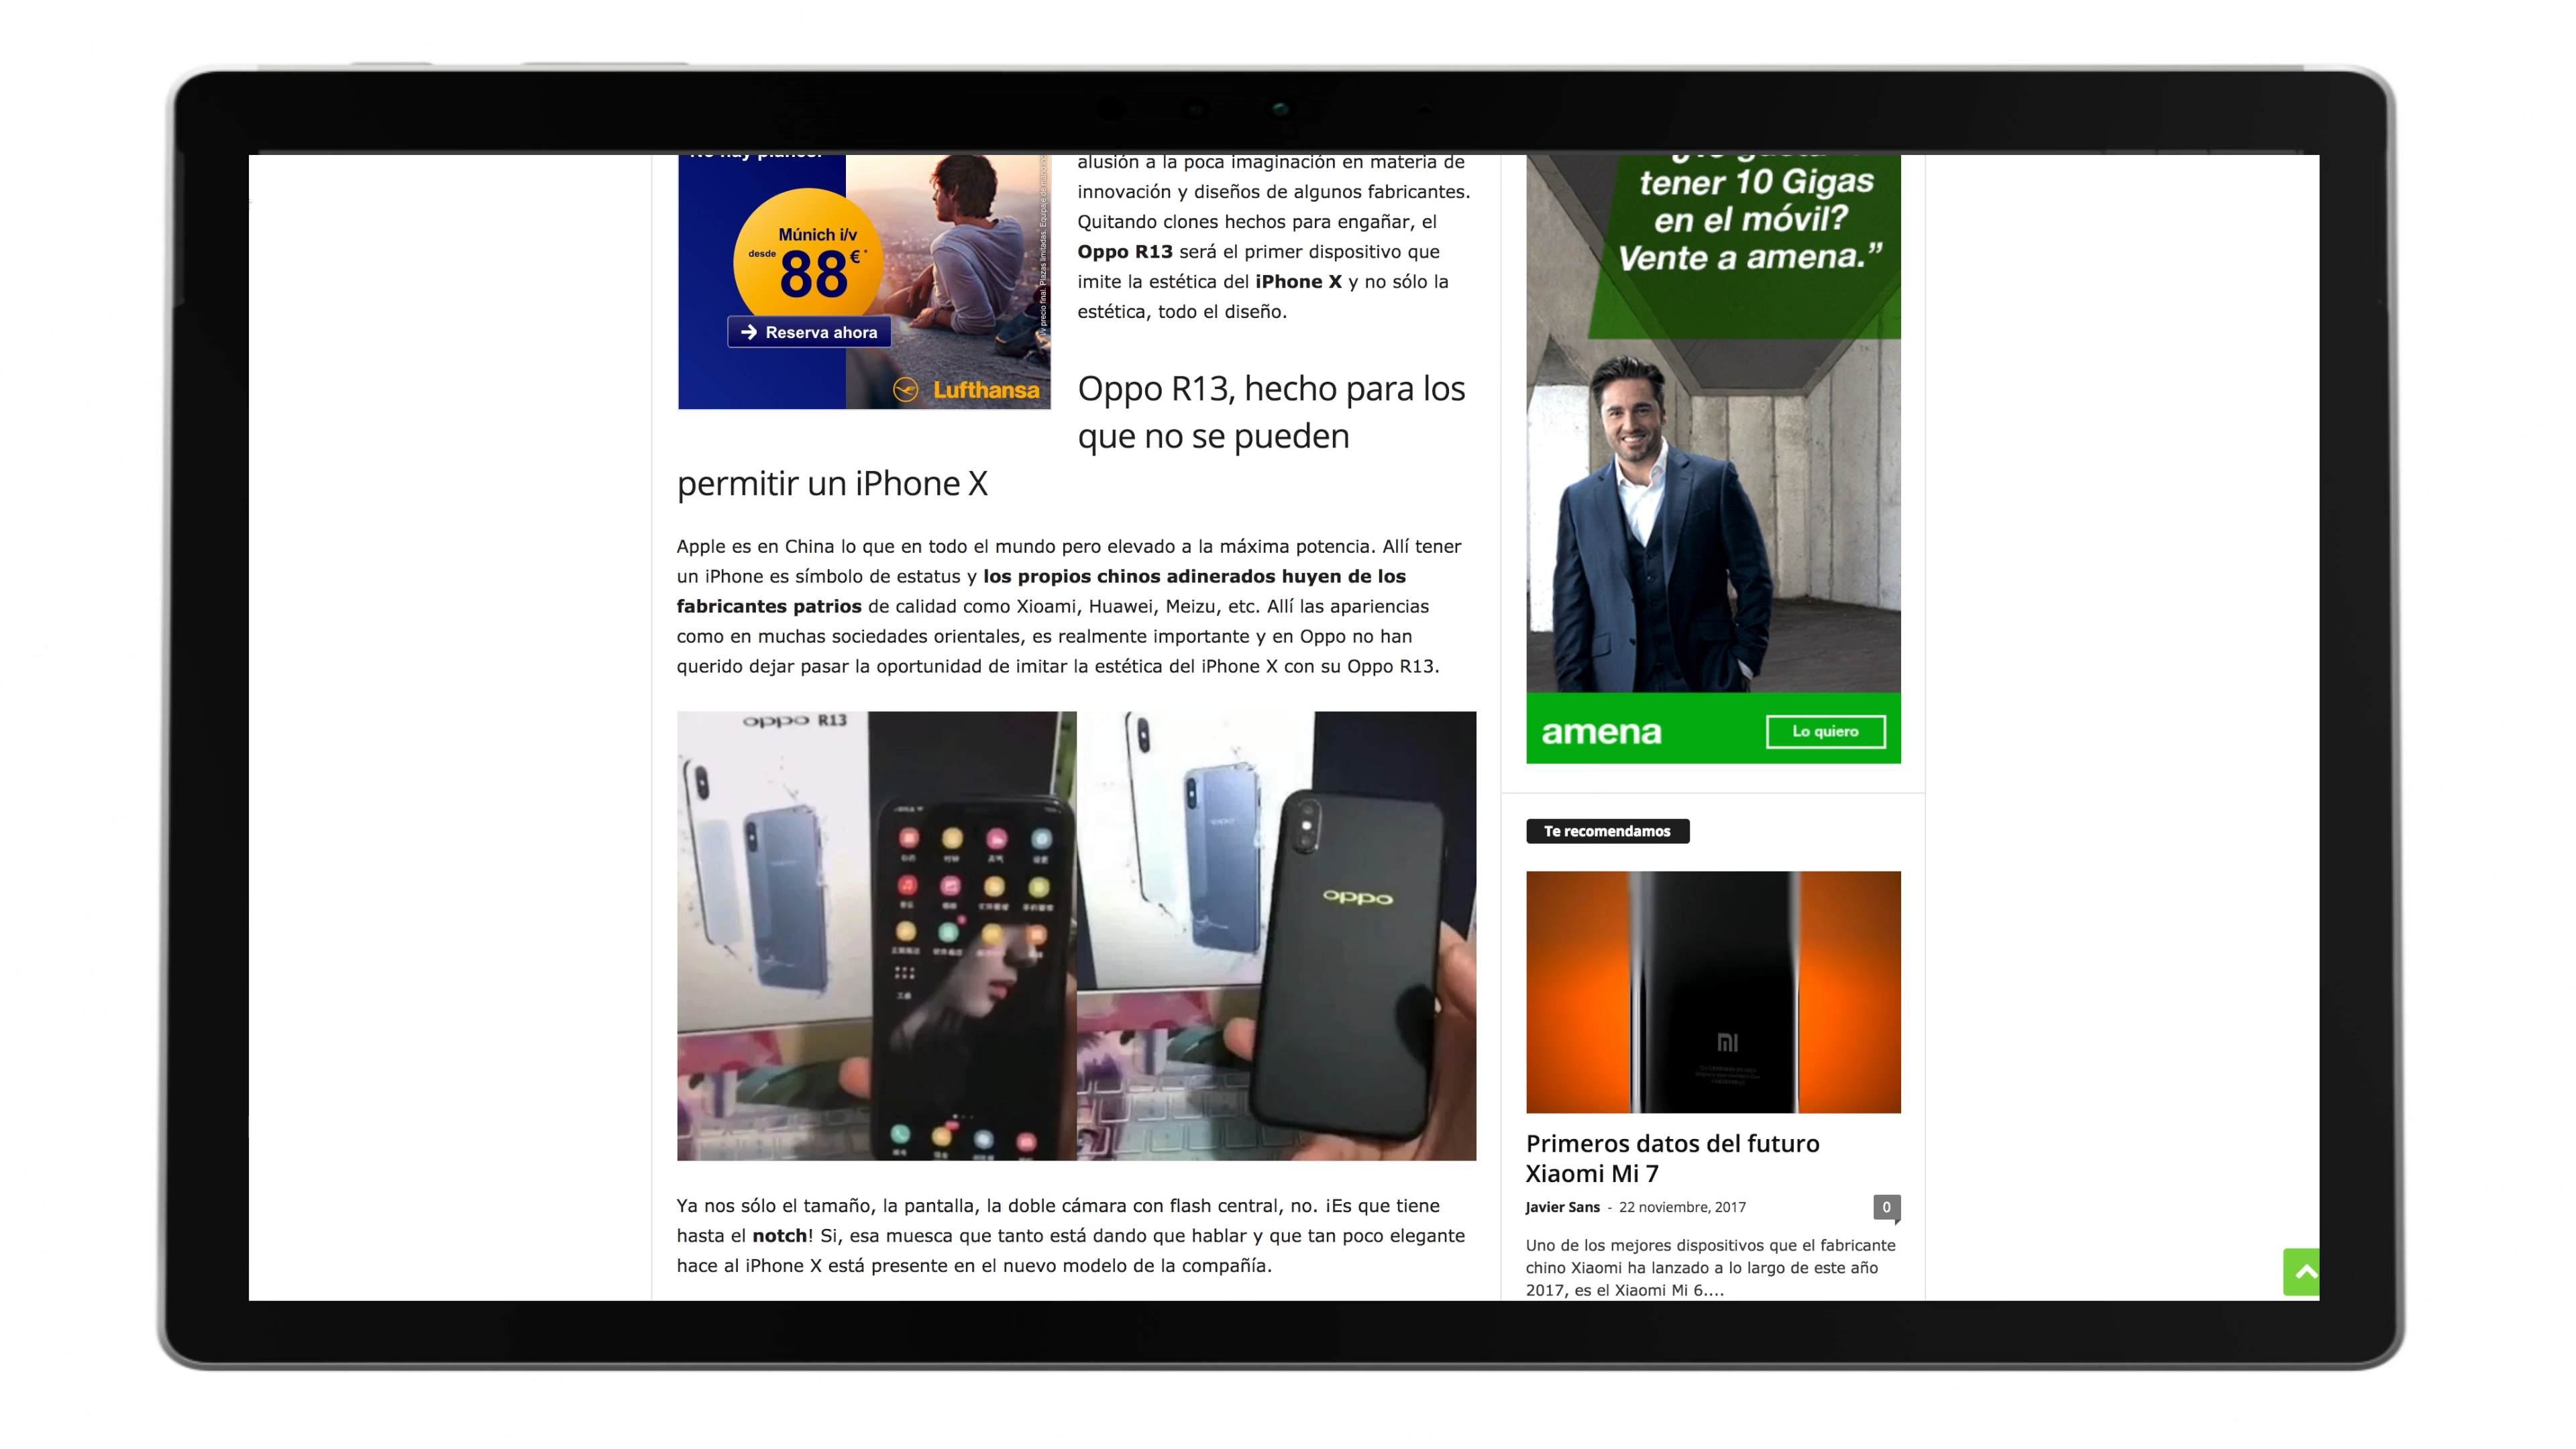 Múnich i/v
desde
88€*
Reserva ahora
Lufthansa
alusión a la poca imaginación en materia de
innovación y diseños de algunos fabricantes.
Quitando clones hechos para engañar, el
Oppo R13 será el primer dispositivo que
imite la estética del iPhone X y no sólo la
estética, todo el diseño.
Oppo R13, hecho para los
que no se pueden
permitir un iPhone X
Apple es en China lo que en todo el mundo pero elevado a la máxima potencia. Allí tener
un iPhone es símbolo de estatus y los propios chinos adinerados huyen de los
fabricantes patrios de calidad como Xioami, Huawei, Meizu, etc. Allí las apariencias
como en muchas sociedades orientales, es realmente importante y en Oppo no han
querido dejar pasar la oportunidad de imitar la estética del iPhone X con su Oppo R13.
oppo R13
oppo
Ya nos sólo el tamaño, la pantalla, la doble cámara con flash central, no. ¡Es que tiene
hasta el notch! Si, esa muesca que tanto está dando que hablar y que tan poco elegante
hace al iPhone X está presente en el nuevo modelo de la compañía.
tener 10 Gigas
en el móvil?
Vente a amena.”
amena
Lo quiero
Te recomendamos
mi
Primeros datos del futuro
Xiaomi Mi 7
Javier Sans - 22 noviembre, 2017
0
Uno de los mejores dispositivos que el fabricante
chino Xiaomi ha lanzado a lo largo de este año
2017, es el Xiaomi Mi 6....